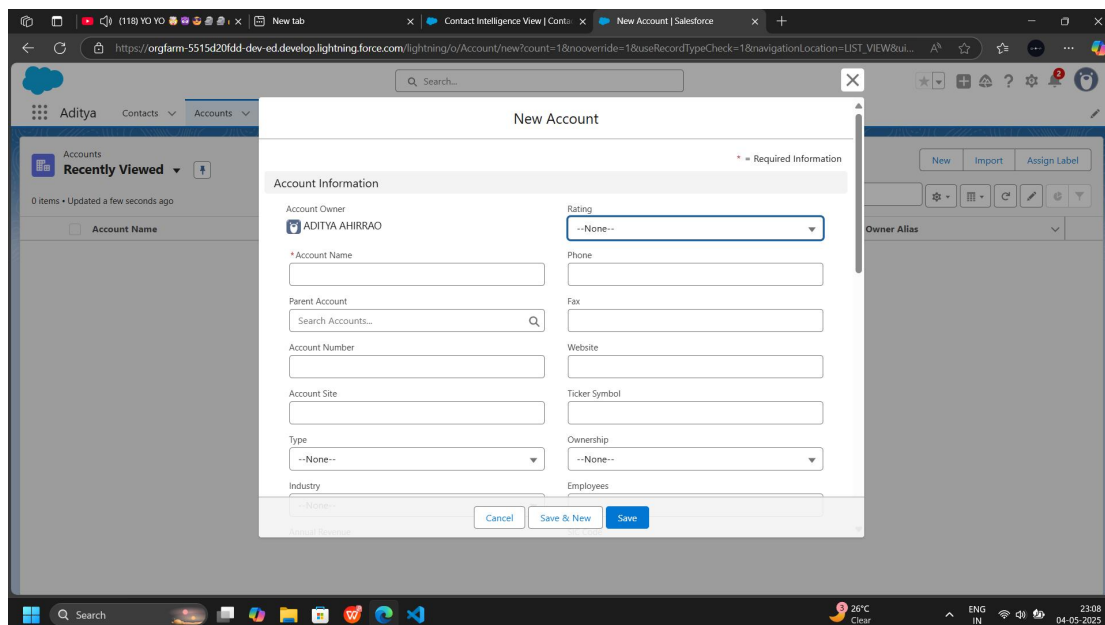 (118) YO YO
New tab
Contact Intelligence View | Conta
New Account | Salesforce
https://orgfarm-5515d20fdd-dev-ed.develop.lightning.force.com/lightning/o/Account/new?count=1&nooverride=1&useRecordTypeCheck=1&navigationLocation=LIST_VIEW&ui...
Search...
2
Aditya
Contacts
Accounts
New Account
Accounts
Recently Viewed
New
Import
Assign Label
* = Required Information
Account Information
0 items • Updated a few seconds ago
Account Owner
Rating
ADITYA AHIRRAO
--None--
Account Name
Owner Alias
*Account Name
Phone
Parent Account
Fax
Search Accounts...
Account Number
Website
Account Site
Ticker Symbol
Type
Ownership
--None--
--None--
Industry
Employees
--None--
Cancel
Save & New
Save
Annual Revenue
Search
3
26°C
Clear
ENG
IN
23:08
04-05-2025